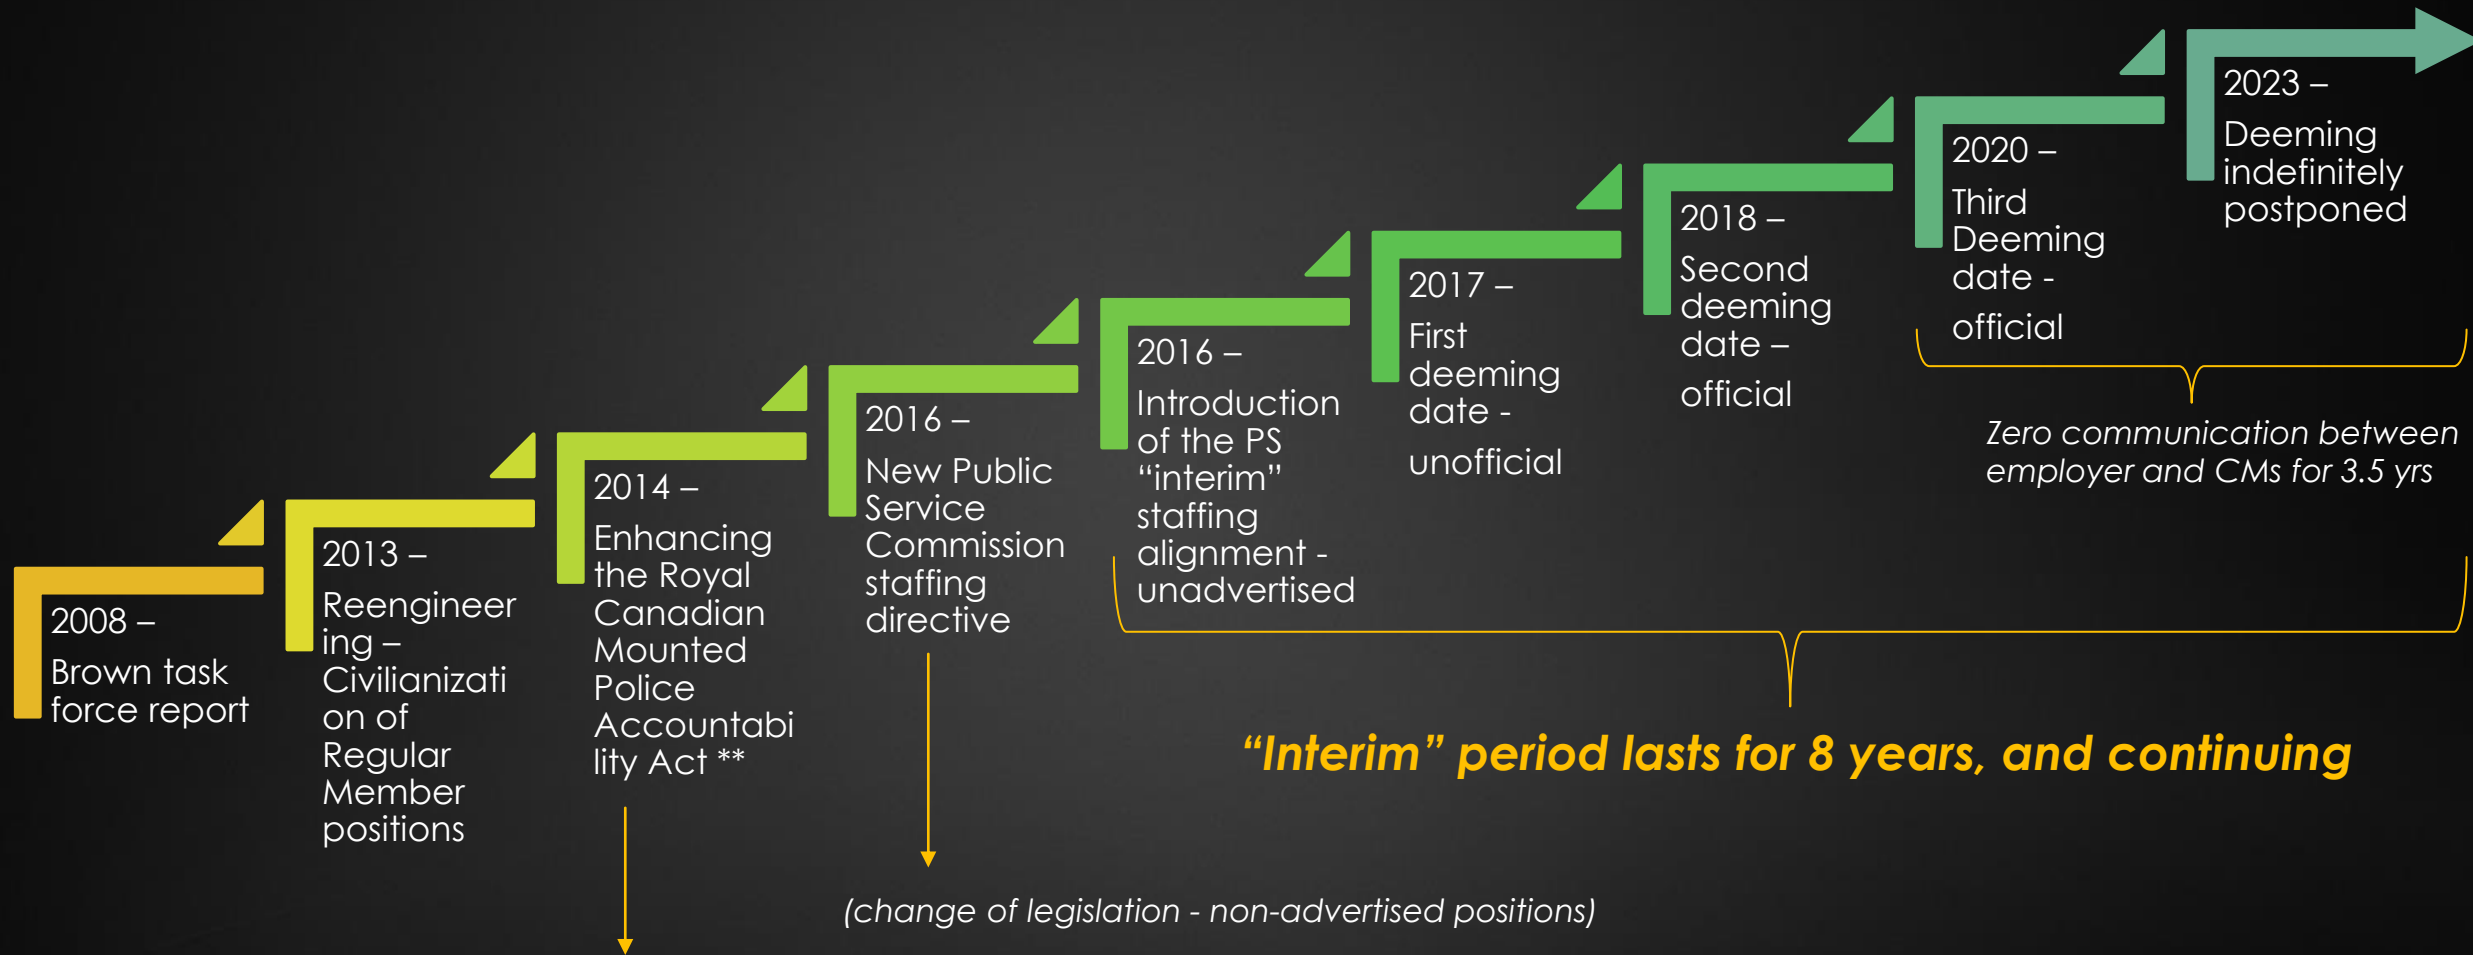 2008 –
Brown task
force report
2013 –
Reengineer
ing –
Civilianizati
on of
Regular
Member
positions
2014 –
Enhancing
the Royal
Canadian
Mounted
Police
Accountabi
lity Act **
2016 –
New Public
Service
Commission
staffing
directive
2016 –
Introduction
of the PS
“interim”
staffing
alignment -
unadvertised
2017 –
First
deeming
date -
unofficial
2018 –
Second
deeming
date –
official
2020 –
Third
Deeming
date -
official
2023 –
Deeming
indefinitely
postponed
Zero communication between
employer and CMs for 3.5 yrs
“Interim” period lasts for 8 years, and continuing
(change of legislation - non-advertised positions)